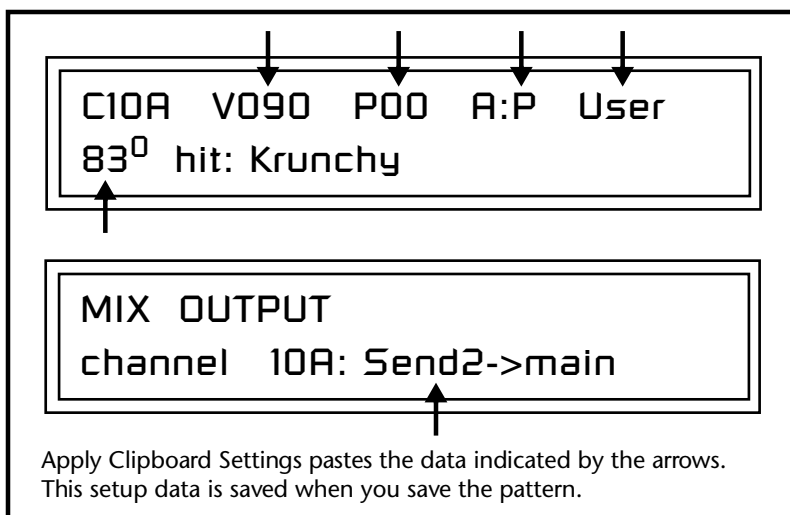 C10A V090 P00 A:P User
83⁰ hit: Krunchy
MIX OUTPUT
channel 10A: Send2->main
Apply Clipboard Settings pastes the data indicated by the arrows.
This setup data is saved when you save the pattern.